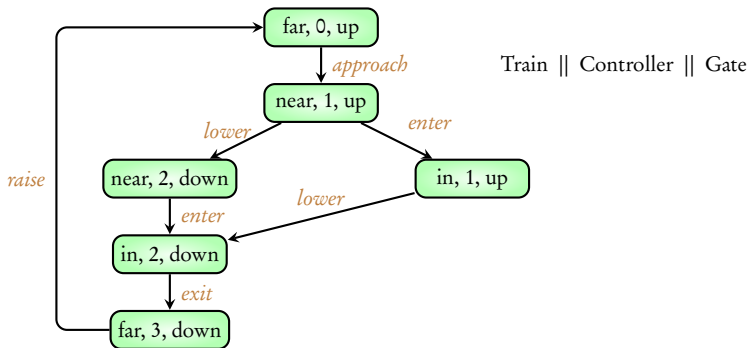 far, 0, up
approach
Train || Controller || Gate
near, 1, up
lower
enter
near, 2, down
in, 1, up
raise
lower
enter
in, 2, down
exit
far, 3, down